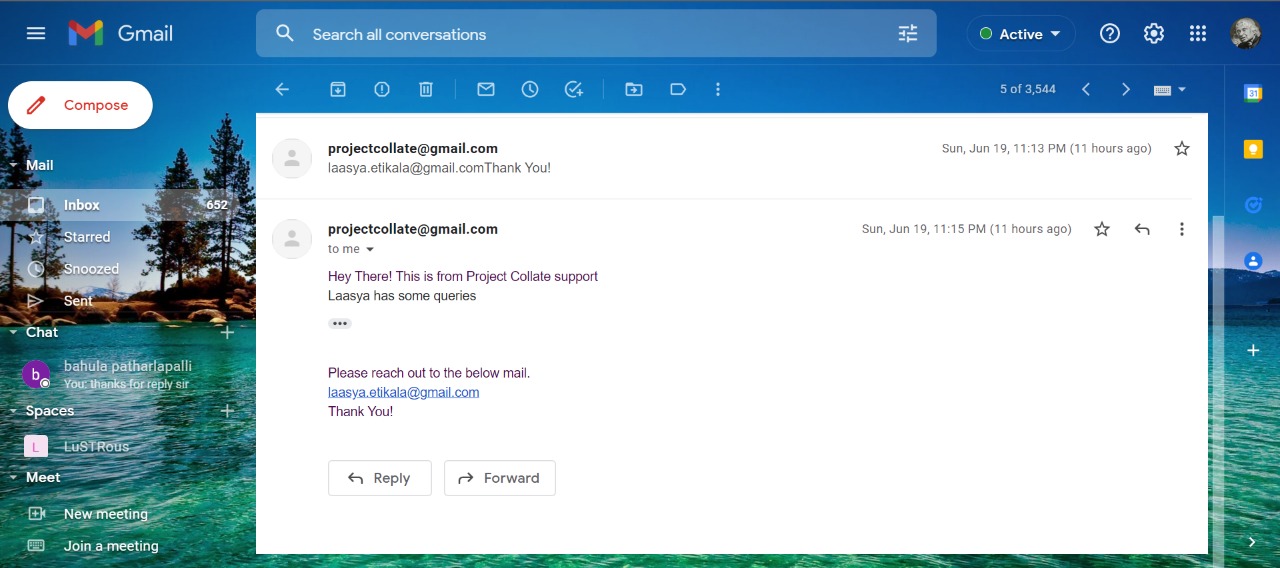 Gmail
Search all conversations
Active
Compose
5 of 3,544
31
Mail
projectcollate@gmail.com
Sun, Jun 19, 11:13 PM (11 hours ago)
laasya.etikala@gmail.comThank You!
Inbox 652
Starred
Snoozed
Sent
projectcollate@gmail.com
Sun, Jun 19, 11:15 PM (11 hours ago)
to me
Hey There! This is from Project Collate support
Laasya has some queries
Chat
b
bahula patharlapalli
You: thanks for reply sir
Please reach out to the below mail.
laasya.etikala@gmail.com
Thank You!
Spaces
L
LuSTRous
Meet
Reply
Forward
New meeting
Join a meeting